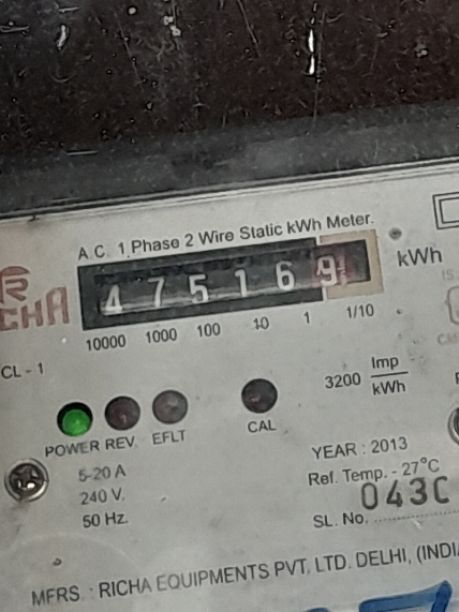 A.C. 1 Phase 2 Wire Static kWh Meter.
RICHA
4 7 5 1 6 9 kWh
10000 1000 100 10 1 1/10
CL - 1
3200 Imp/kWh
POWER REV. EFLT CAL
5-20 A
240 V.
50 Hz.
YEAR : 2013
Ref. Temp. - 27°C
SL. No. 043C
MFRS. : RICHA EQUIPMENTS PVT. LTD. DELHI, (INDI